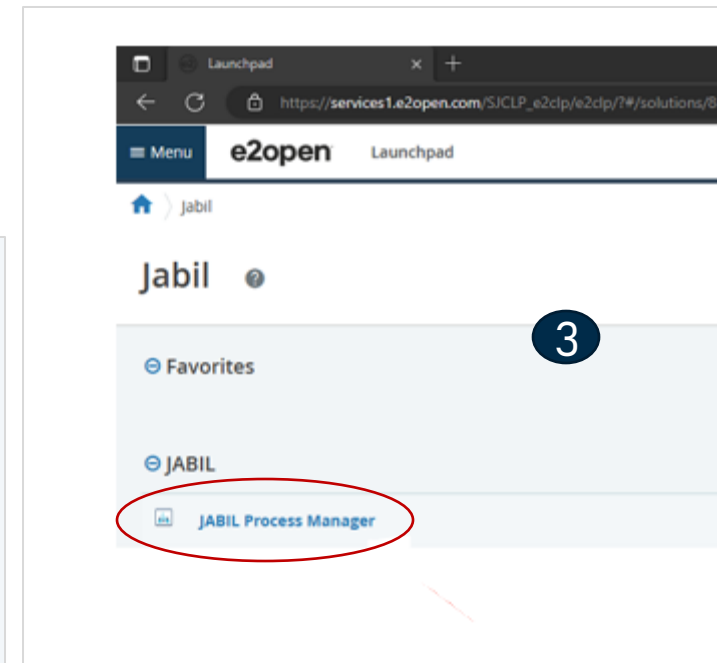 Launchpad
https://services1.e2open.com/SJCLP_e2clp/e2clp/?#/solutions/8
Menu e2open Launchpad
Jabil
Jabil ?
3
Favorites
JABIL
JABIL Process Manager